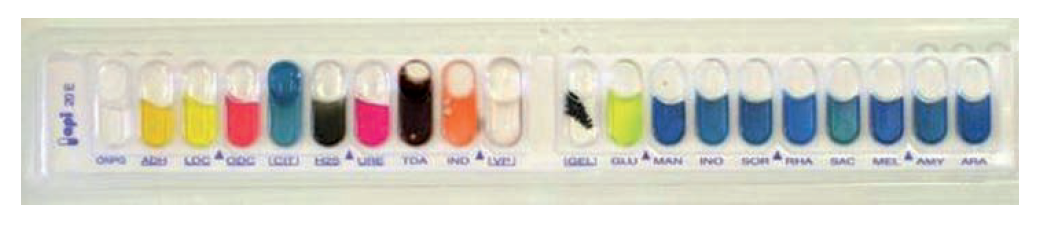 api 20 E
ONPG ADH LDC ODC |CIT| H2S URE TDA IND |VP| |GEL| GLU MAN INO SOR RHA SAC MEL AMY ARA